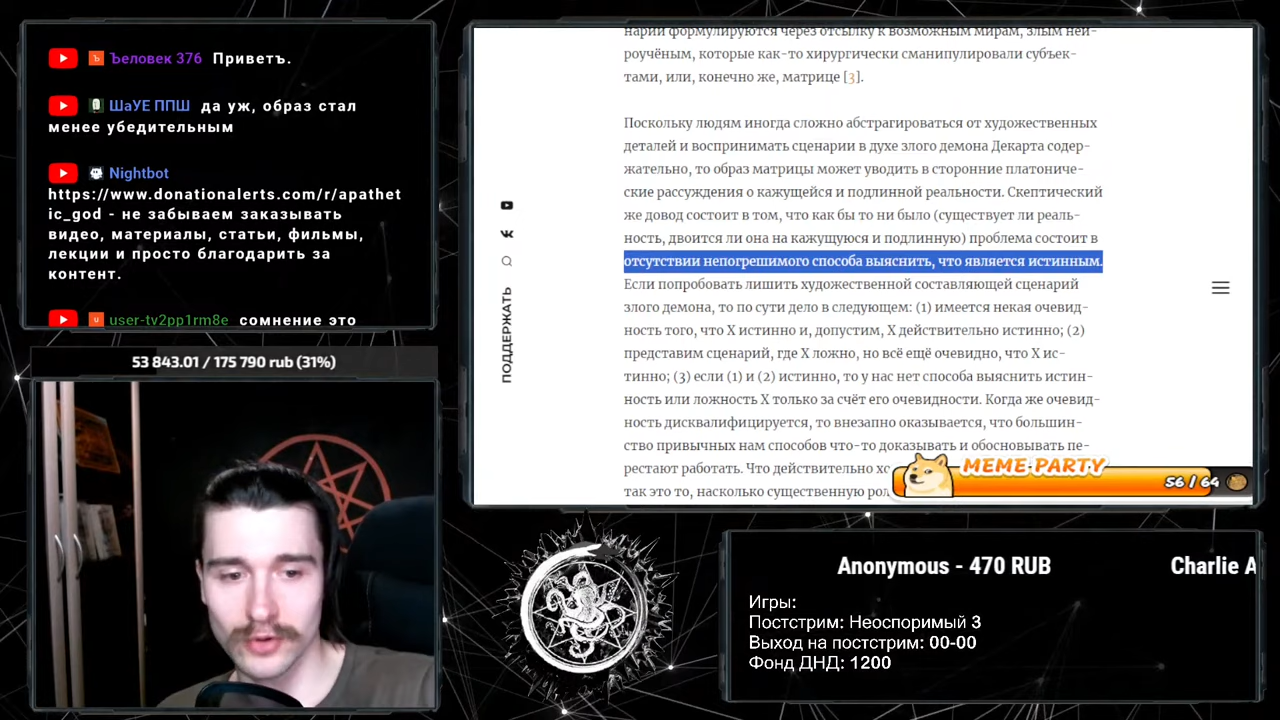 Ъеловек 376 Приветъ.
ШаУЕ ППШ да уж, образ стал
менее убедительным
Nightbot
https://www.donationalerts.com/r/apathet
ic_god - не забываем заказывать
видео, материалы, статьи, фильмы,
лекции и просто благодарить за
контент.
user-tv2pp1rm8e сомнение это
53 843.01 / 175 790 rub (31%)
нарии формулируются через отсылку к возможным мирам, злым ней-
роучёным, которые как-то хирургически сманипулировали субъек-
тами, или, конечно же, матрице [3].
Поскольку людям иногда сложно абстрагироваться от художественных
деталей и воспринимать сценарии в духе злого демона Декарта содер-
жательно, то образ матрицы может уводить в сторонние платониче-
ские рассуждения о кажущейся и подлинной реальности. Скептический
же довод состоит в том, что как бы то ни было (существует ли реаль-
ность, двоится ли она на кажущуюся и подлинную) проблема состоит в
отсутствии непогрешимого способа выяснить, что является истинным.
Если попробовать лишить художественной составляющей сценарий
злого демона, то по сути дело в следующем: (1) имеется некая очевид-
ность того, что X истинно и, допустим, X действительно истинно; (2)
представим сценарий, где X ложно, но всё ещё очевидно, что X ис-
тинно; (3) если (1) и (2) истинно, то у нас нет способа выяснить истин-
ность или ложность X только за счёт его очевидности. Когда же очевид-
ность дисквалифицируется, то внезапно оказывается, что большин-
ство привычных нам способов что-то доказывать и обосновывать пе-
рестают работать. Что действительно
так это то, насколько существенную
ПОДДЕРЖАТЬ
MEME PARTY
56 / 64
Anonymous - 470 RUB
Charlie A
Игры:
Постстрим: Неоспоримый 3
Выход на постстрим: 00-00
Фонд ДНД: 1200